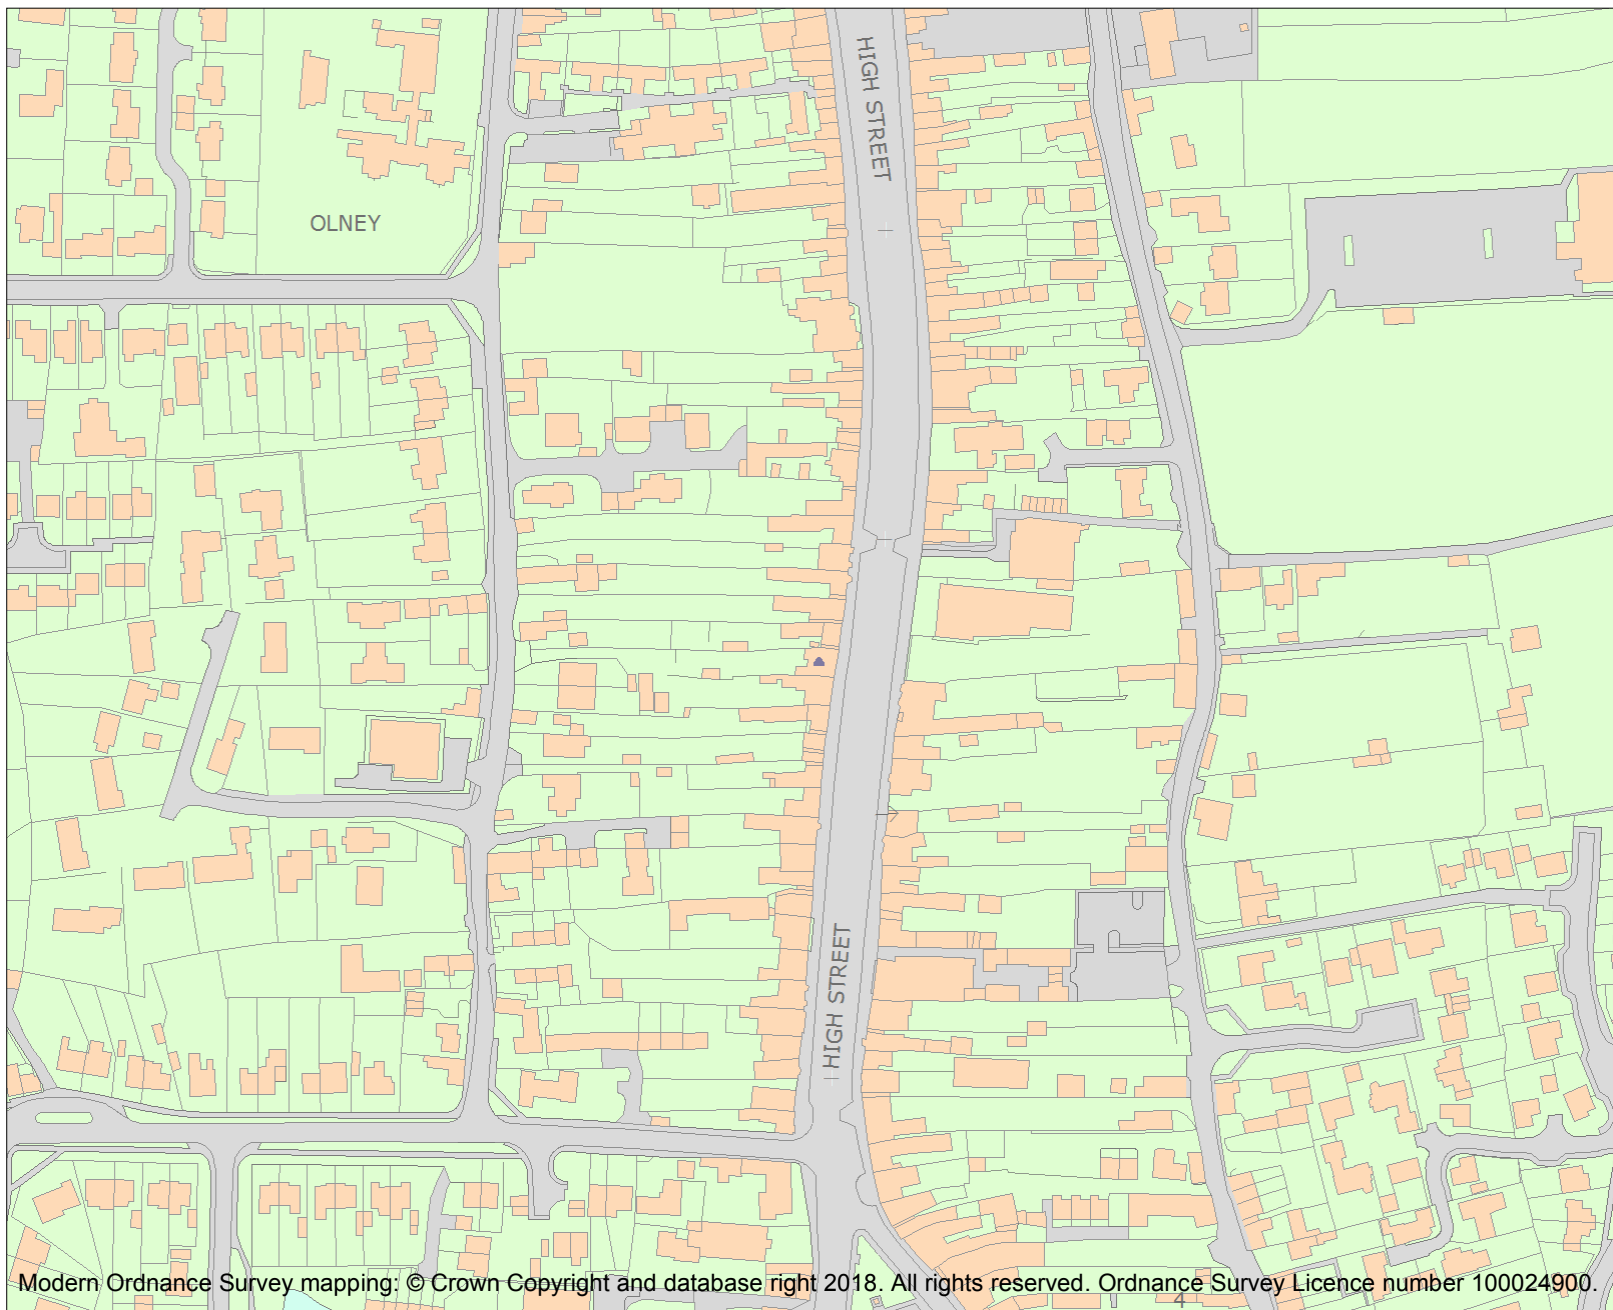 HIGH STREET
OLNEY
HIGH STREET
Modern Ordnance Survey mapping: © Crown Copyright and database right 2018. All rights reserved. Ordnance Survey Licence number 100024900.
4